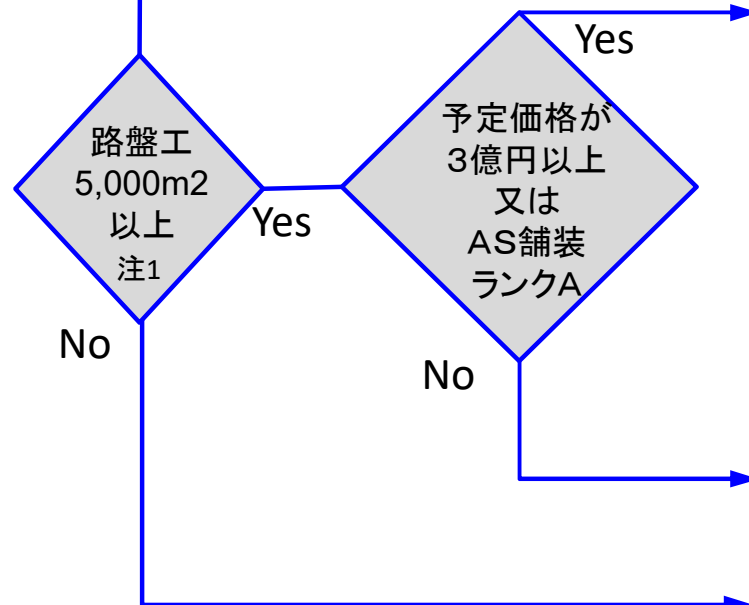 路盤工
5,000m2
以上
注1
Yes
No
予定価格が
３億円以上
又は
ＡＳ舗装
ランクＡ
Yes
No